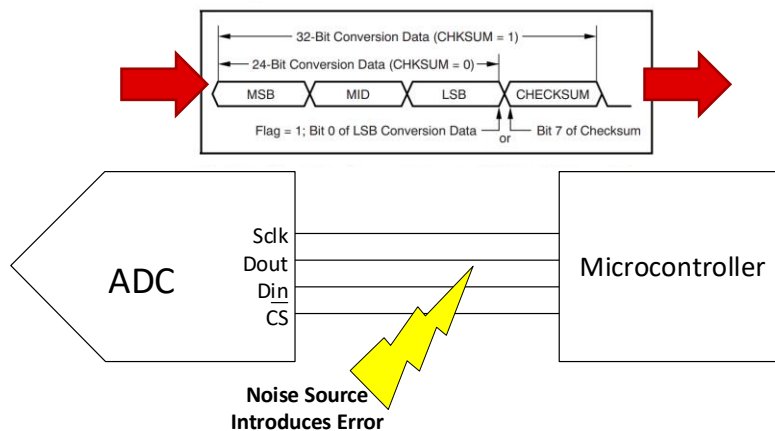 32-Bit Conversion Data (CHKSUM = 1)
24-Bit Conversion Data (CHKSUM = 0)
MSB MID LSB CHECKSUM
Flag = 1; Bit 0 of LSB Conversion Data or Bit 7 of Checksum
Sclk
Dout
Din
CS
ADC
Microcontroller
Noise Source
Introduces Error